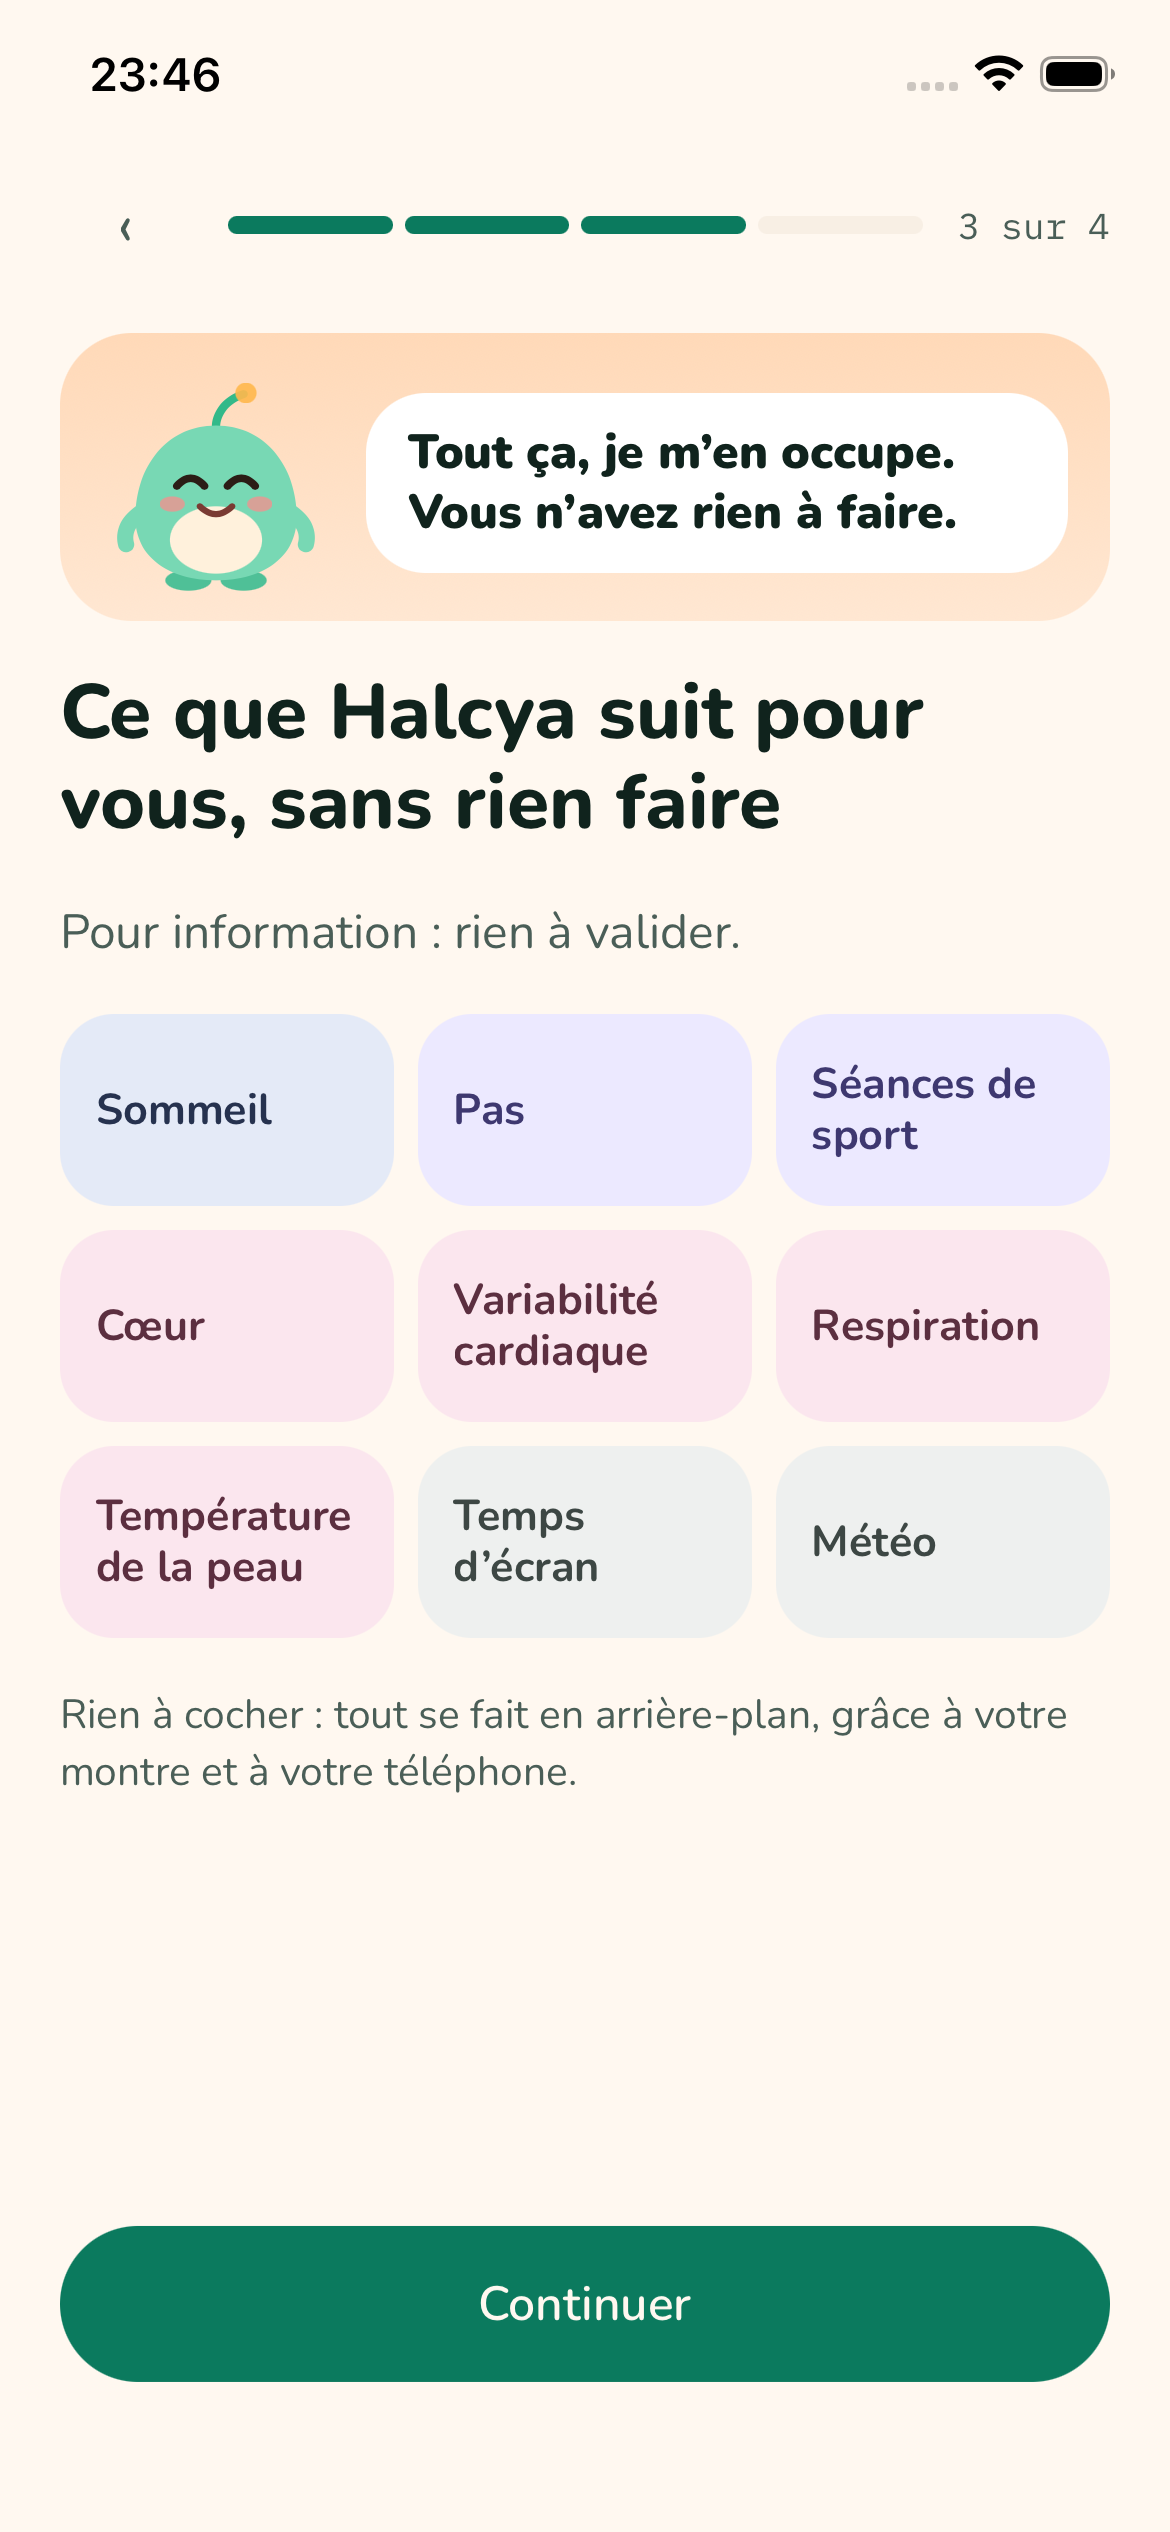 23:46
3 sur 4
Tout ça, je m’en occupe.
Vous n’avez rien à faire.
Ce que Halcya suit pour
vous, sans rien faire
Pour information : rien à valider.
Sommeil
Pas
Séances de
sport
Cœur
Variabilité
cardiaque
Respiration
Température
de la peau
Temps
d’écran
Météo
Rien à cocher : tout se fait en arrière-plan, grâce à votre
montre et à votre téléphone.
Continuer